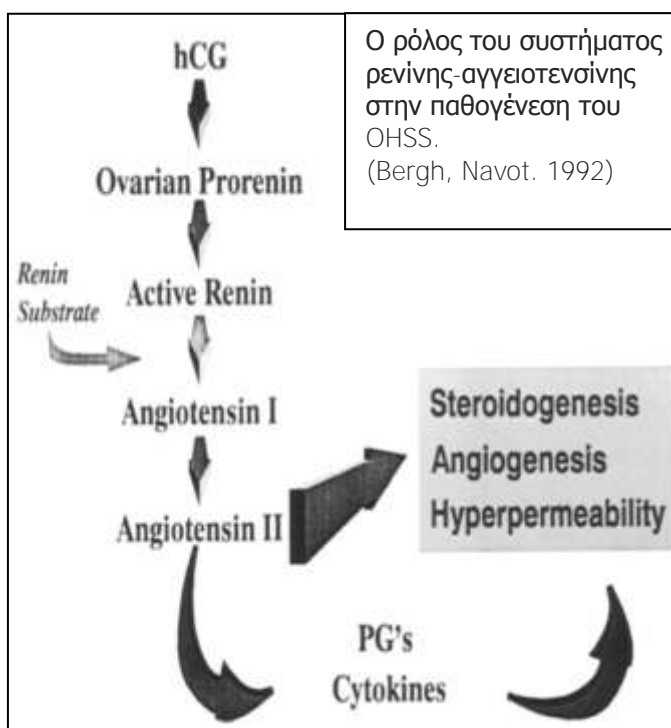 hCG
Ovarian Prorenin
Renin
Substrate
Active Renin
Angiotensin I
Angiotensin II
Steroidogenesis
Angiogenesis
Hyperpermeability
PG's
Cytokines
Ο ρόλος του συστήματος
ρενίνης-αγγειοτενσίνης
στην παθογένεση του
OHSS.
(Bergh, Navot. 1992)